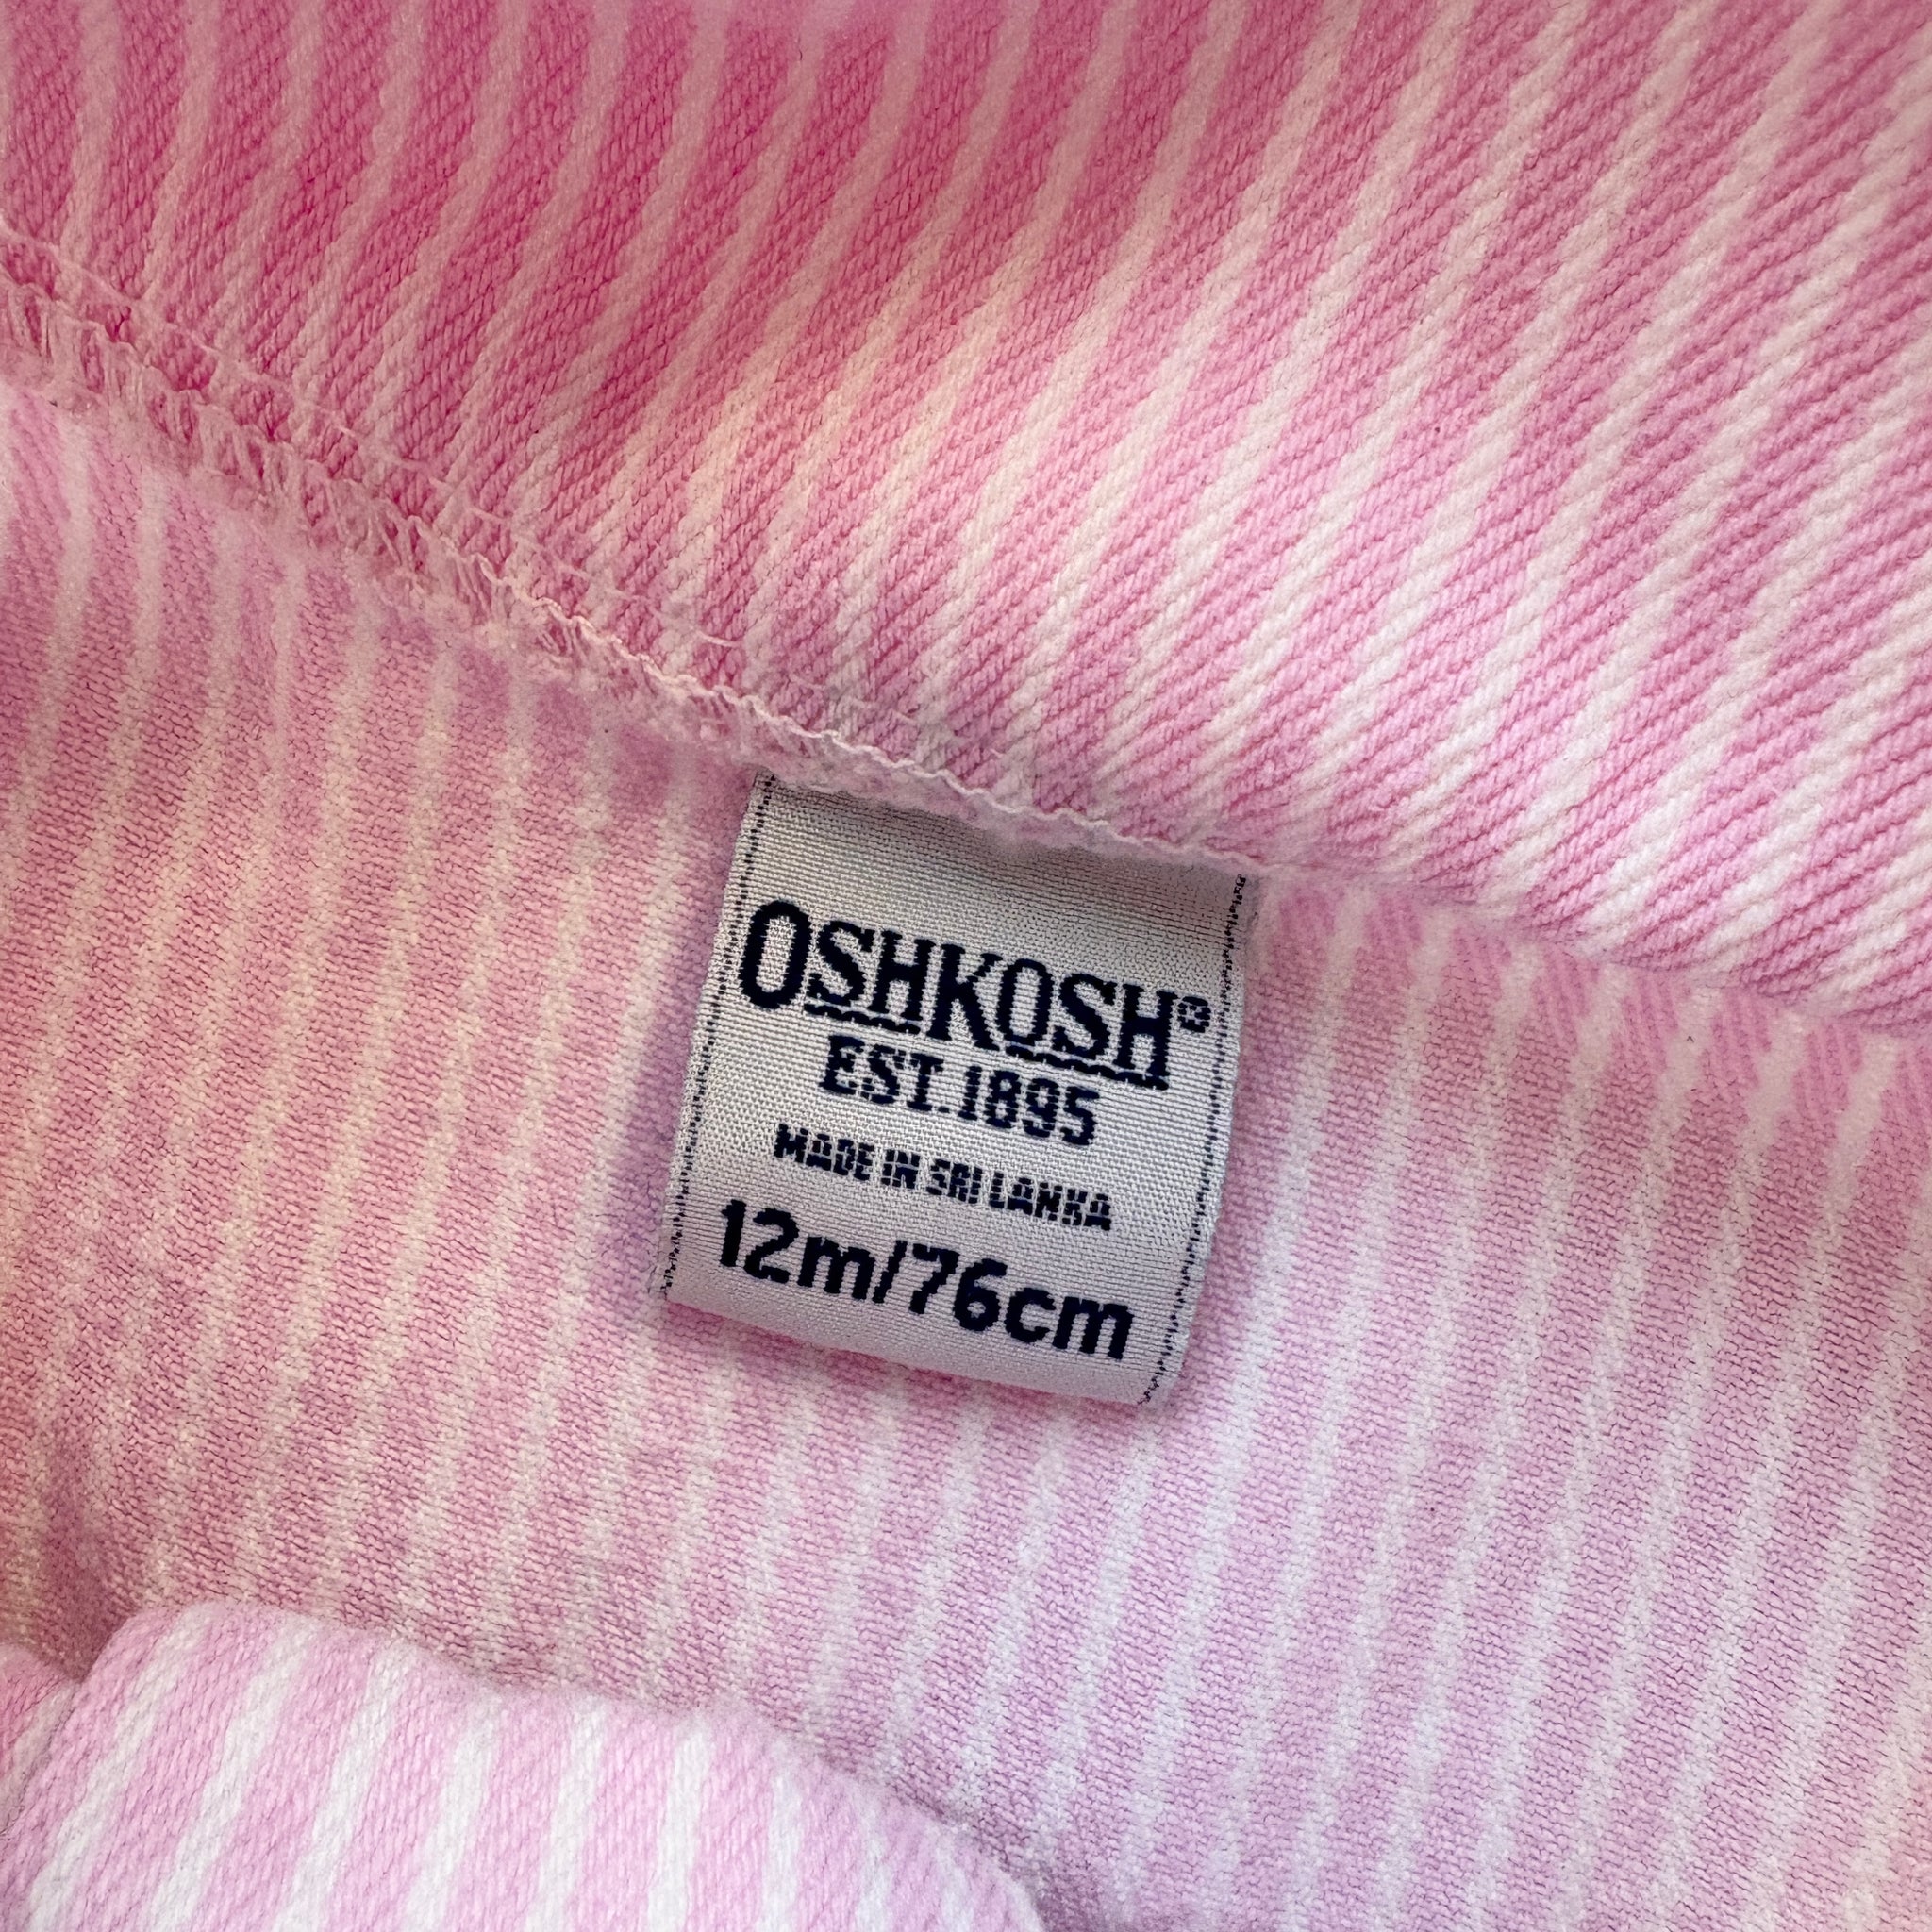 OSHKOSH®
EST.1895
MADE IN SRI LANKA
12m/76cm